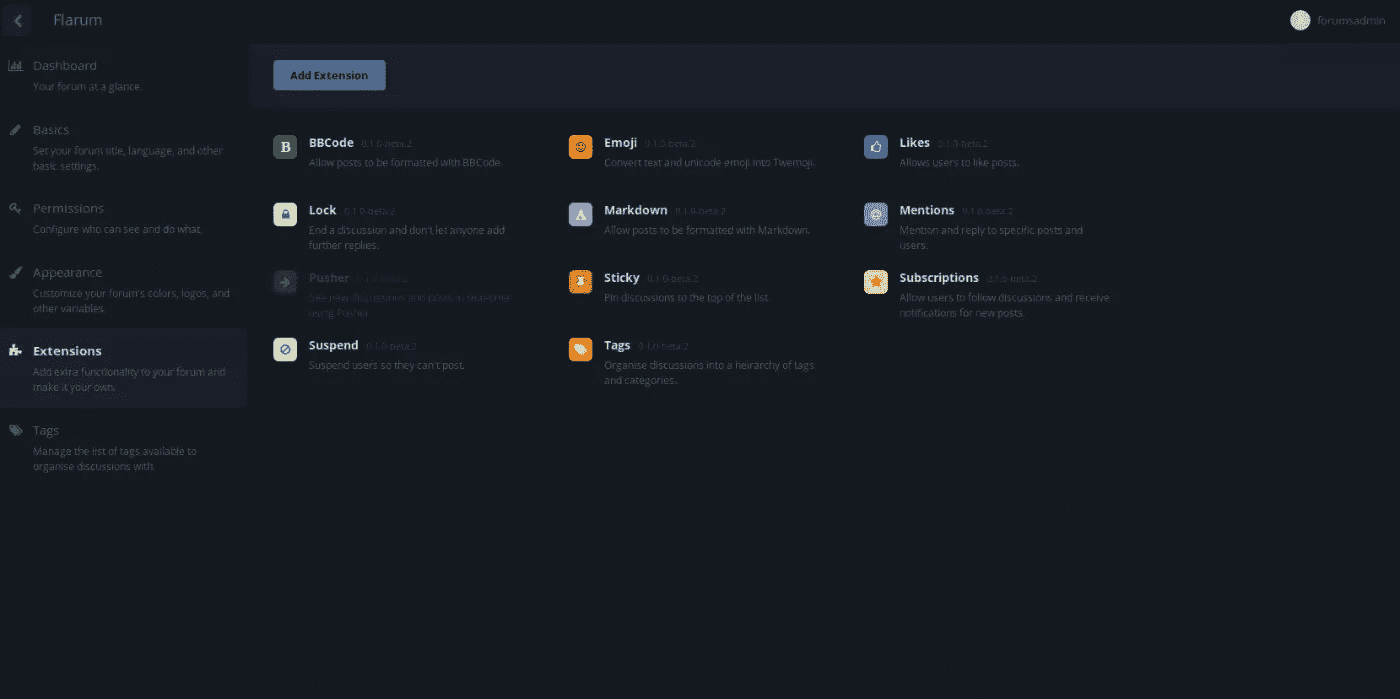 Flarum
forumsadmin
Dashboard
Your forum at a glance.
Basics
Set your forum title, language, and other
basic settings.
Permissions
Configure who can see and do what.
Appearance
Customize your forum's colors, logos, and
other variables.
Extensions
Add extra functionality to your forum and
make it your own.
Tags
Manage the list of tags available to
organise discussions with.
Add Extension
BBCode 0.1.0-beta.2
Allow posts to be formatted with BBCode.
Emoji 0.1.0-beta.2
Convert text and unicode emoji into Twemoji.
Likes 0.1.0-beta.2
Allows users to like posts.
Lock 0.1.0-beta.2
End a discussion and don't let anyone add
further replies.
Markdown 0.1.0-beta.2
Allow posts to be formatted with Markdown.
Mentions 0.1.0-beta.2
Mention and reply to specific posts and
users.
Pusher 0.1.0-beta.2
See new discussions and posts in real-time
using Pusher.
Sticky 0.1.0-beta.2
Pin discussions to the top of the list.
Subscriptions 0.1.0-beta.2
Allow users to follow discussions and receive
notifications for new posts.
Suspend 0.1.0-beta.2
Suspend users so they can't post.
Tags 0.1.0-beta.2
Organise discussions into a heirarchy of tags
and categories.